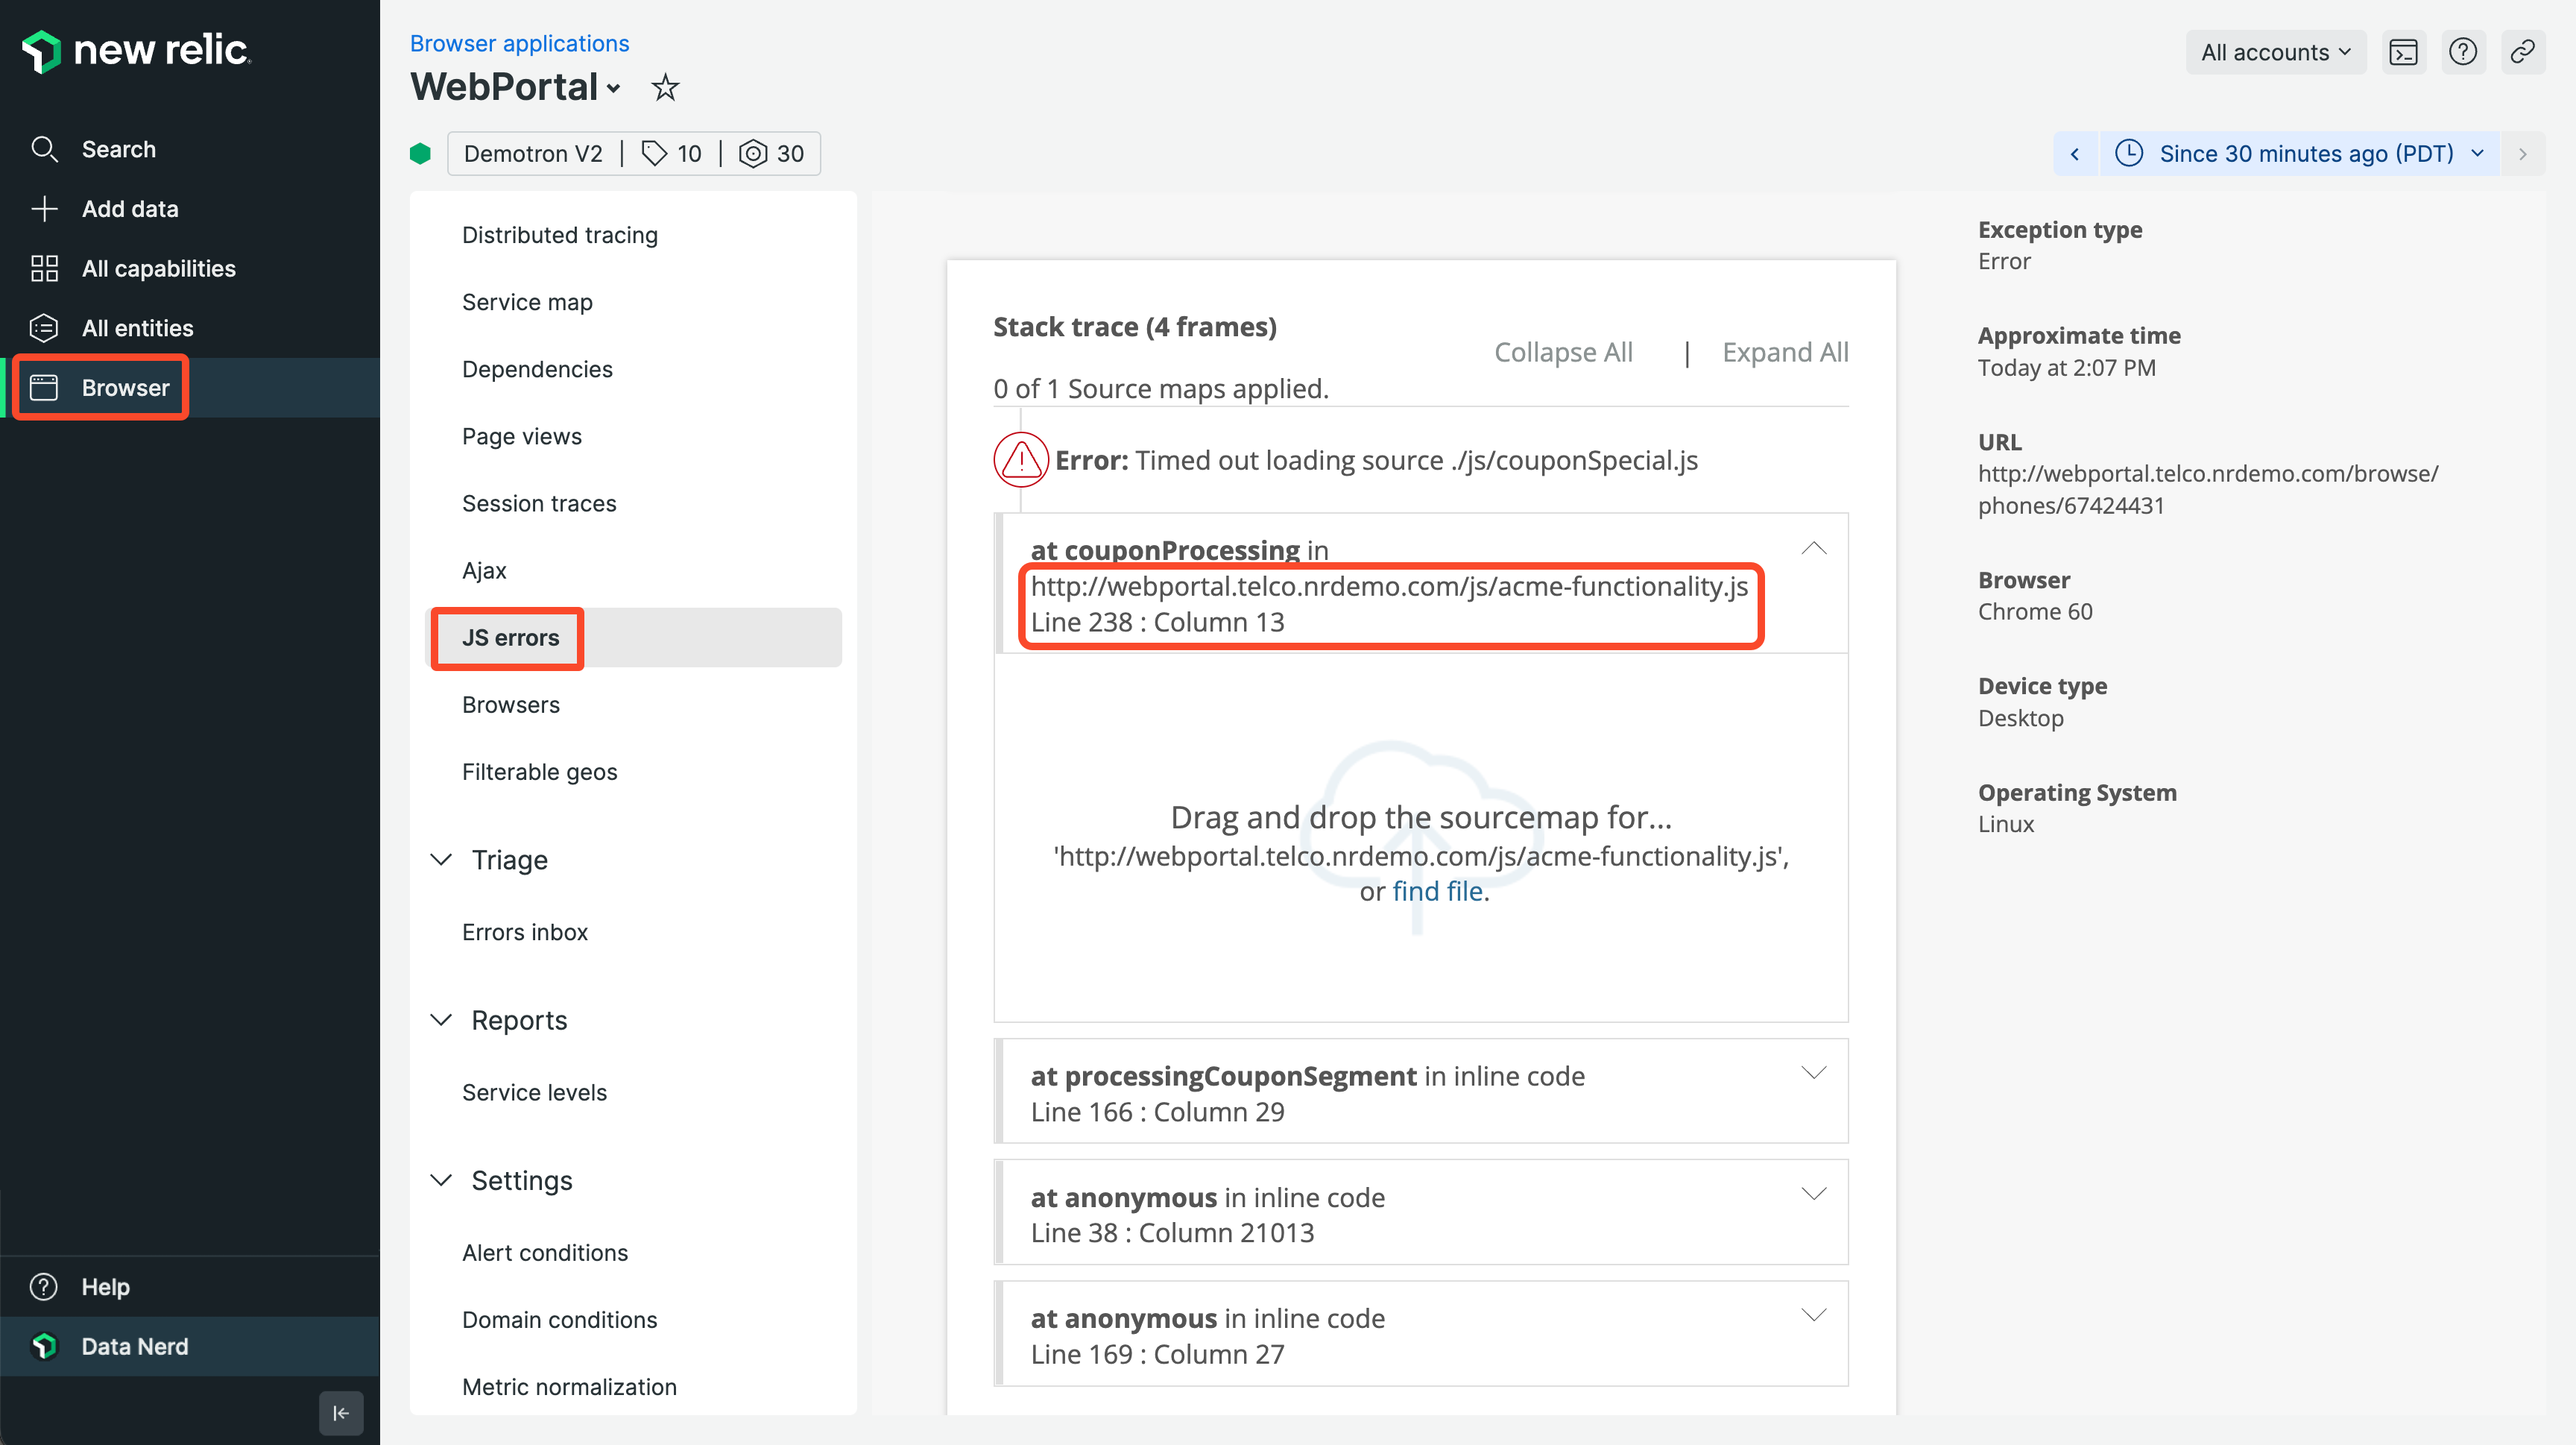 new relic
Search
Add data
All capabilities
All entities
Browser
Help
Data Nerd
Browser applications
WebPortal
Demotron V2 | 10 | 30
All accounts
Since 30 minutes ago (PDT)
Distributed tracing
Service map
Dependencies
Page views
Session traces
Ajax
JS errors
Browsers
Filterable geos
Triage
Errors inbox
Reports
Service levels
Settings
Alert conditions
Domain conditions
Metric normalization
Stack trace (4 frames)
Collapse All | Expand All
0 of 1 Source maps applied.
Error: Timed out loading source ./js/couponSpecial.js
at couponProcessing in
http://webportal.telco.nrdemo.com/js/acme-functionality.js
Line 238 : Column 13
Drag and drop the sourcemap for...
'http://webportal.telco.nrdemo.com/js/acme-functionality.js',
or find file.
at processingCouponSegment in inline code
Line 166 : Column 29
at anonymous in inline code
Line 38 : Column 21013
at anonymous in inline code
Line 169 : Column 27
Exception type
Error
Approximate time
Today at 2:07 PM
URL
http://webportal.telco.nrdemo.com/browse/
phones/67424431
Browser
Chrome 60
Device type
Desktop
Operating System
Linux